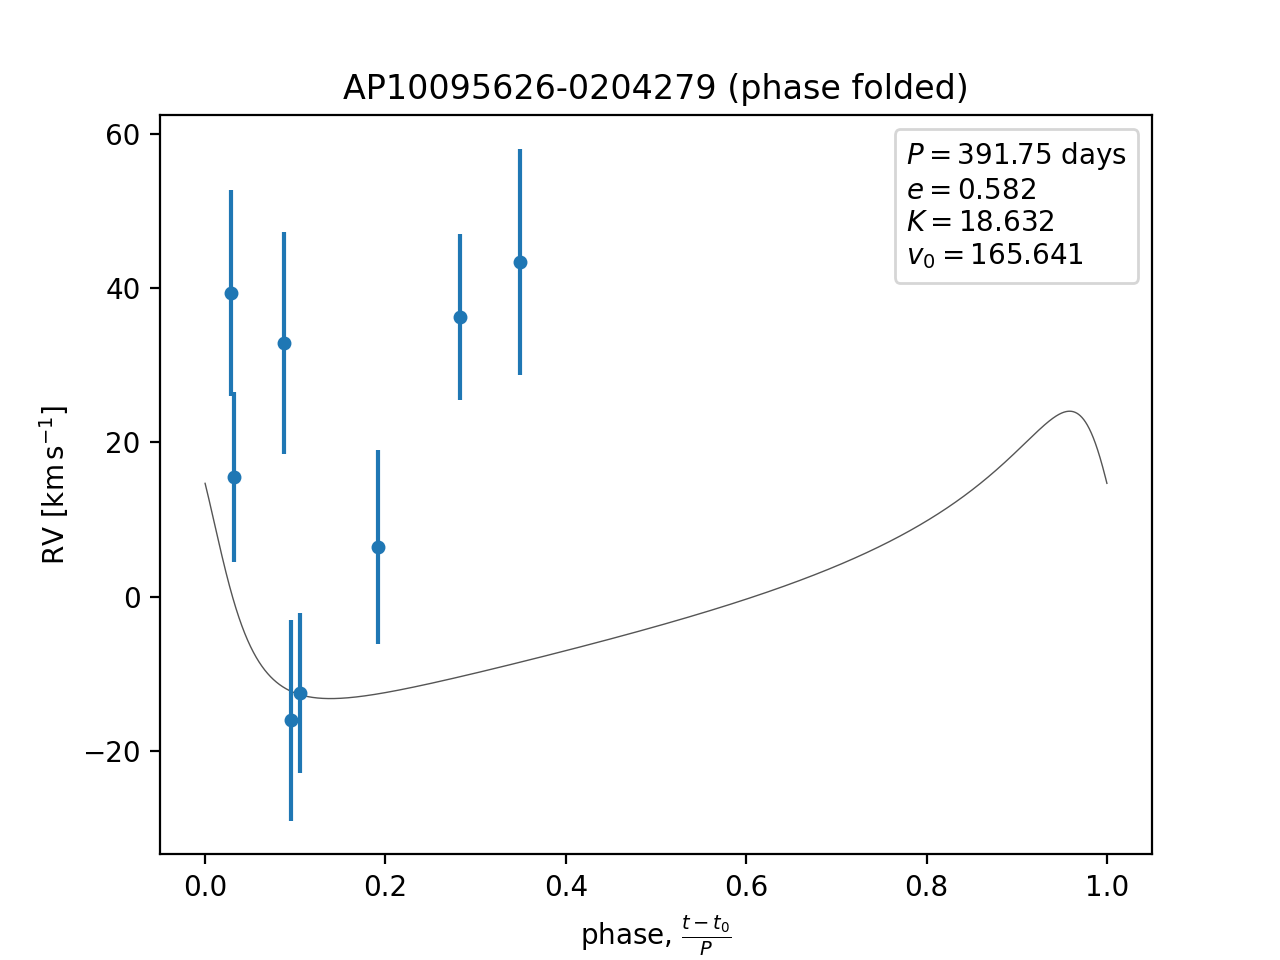 AP10095626-0204279 (phase folded)
P = 391.75 days
e = 0.582
K = 18.632
v₀ = 165.641
RV [km s⁻¹]
60
40
20
0
−20
0.0 0.2 0.4 0.6 0.8 1.0
phase, (t − t₀)/P